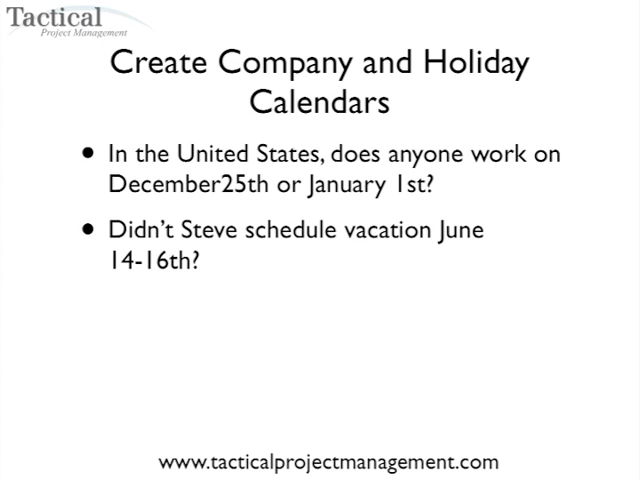 Tactical
Project Management
Create Company and Holiday
Calendars
• In the United States, does anyone work on
December25th or January 1st?
• Didn't Steve schedule vacation June
14-16th?
www.tacticalprojectmanagement.com